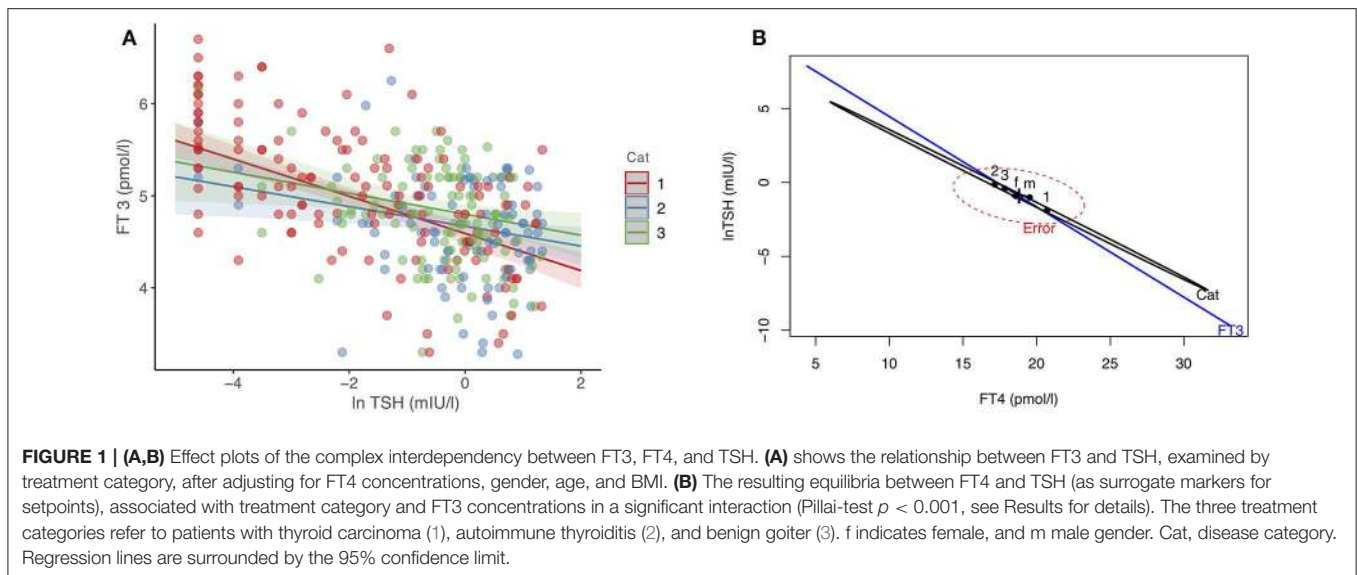 A
FT 3 (pmol/l)
6
5
4
−4
−2
0
2
ln TSH (mIU/l)
Cat
1
2
3
B
lnTSH (mIU/l)
5
0
−5
−10
2
3
f m
1
Error
Cat
FT3
5
10
15
20
25
30
FT4 (pmol/l)
FIGURE 1 | (A,B) Effect plots of the complex interdependency between FT3, FT4, and TSH. (A) shows the relationship between FT3 and TSH, examined by
treatment category, after adjusting for FT4 concentrations, gender, age, and BMI. (B) The resulting equilibria between FT4 and TSH (as surrogate markers for
setpoints), associated with treatment category and FT3 concentrations in a significant interaction (Pillai-test p < 0.001, see Results for details). The three treatment
categories refer to patients with thyroid carcinoma (1), autoimmune thyroiditis (2), and benign goiter (3). f indicates female, and m male gender. Cat, disease category.
Regression lines are surrounded by the 95% confidence limit.